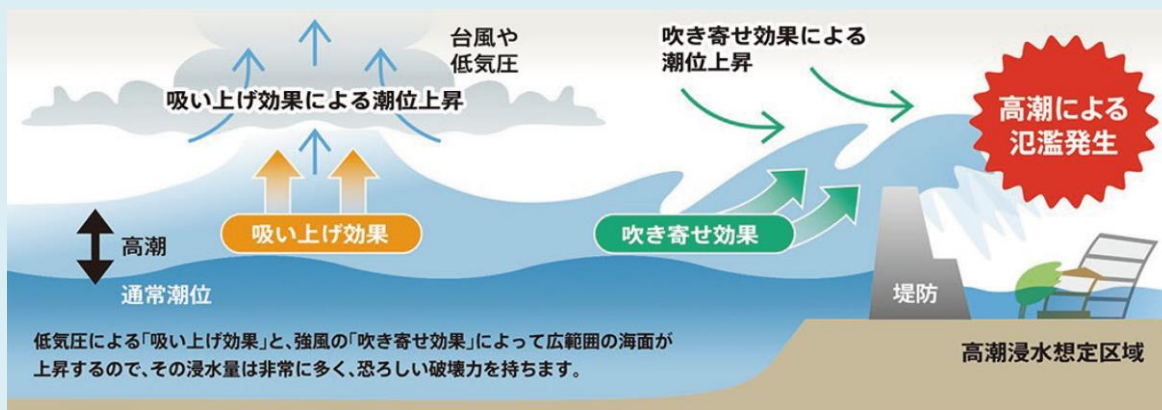 台風や
低気圧
吸い上げ効果による潮位上昇
吹き寄せ効果による
潮位上昇
高潮による
氾濫発生
吸い上げ効果
吹き寄せ効果
高潮
通常潮位
堤防
低気圧による「吸い上げ効果」と、強風の「吹き寄せ効果」によって広範囲の海面が
上昇するので、その浸水量は非常に多く、恐ろしい破壊力を持ちます。
高潮浸水想定区域